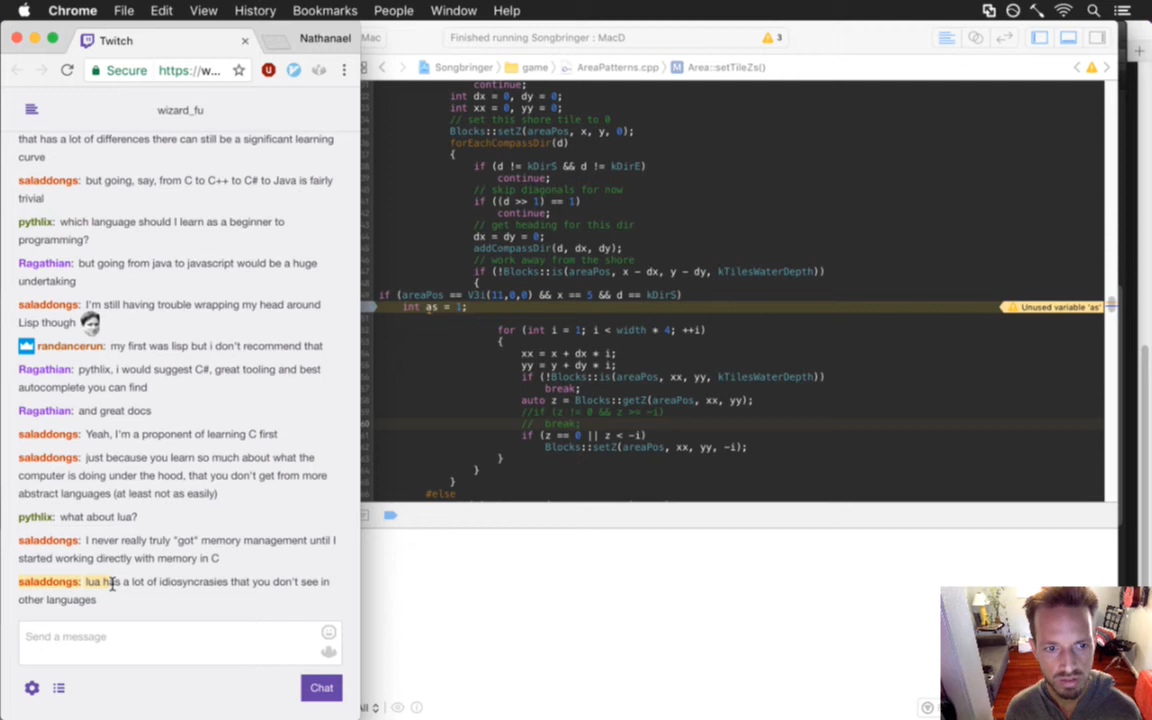 Chrome File Edit View History Bookmarks People Window Help
Twitch
Nathanael
Mac
Finished running Songbringer : MacD
3
Secure https://w...
Songbringer game AreaPatterns.cpp Area::setTileZs()
wizard_fu
that has a lot of differences there can still be a significant learning
curve
saladdongs: but going, say, from C to C++ to C# to Java is fairly
trivial
pythlix: which language should I learn as a beginner to
programming?
Ragathian: but going from java to javascript would be a huge
undertaking
saladdongs: I'm still having trouble wrapping my head around
Lisp though
randancerun: my first was lisp but i don't recommend that
Ragathian: pythlix, i would suggest C#, great tooling and best
autocomplete you can find
Ragathian: and great docs
saladdongs: Yeah, I'm a proponent of learning C first
saladdongs: just because you learn so much about what the
computer is doing under the hood, that you don't get from more
abstract languages (at least not as easily)
pythlix: what about lua?
saladdongs: I never really truly "got" memory management until I
started working directly with memory in C
saladdongs: lua has a lot of idiosyncrasies that you don't see in
other languages
Send a message
Chat
continue;
int dx = 0, dy = 0;
int xx = 0, yy = 0;
// set this shore tile to 0
Blocks::setZ(areaPos, x, y, 0);
forEachCompassDir(d)
{
if (d != kDirS && d != kDirE)
continue;
// skip diagonals for now
if ((d >> 1) == 1)
continue;
// get heading for this dir
dx = dy = 0;
addCompassDir(d, dx, dy);
// work away from the shore
if (!Blocks::is(areaPos, x - dx, y - dy, kTilesWaterDepth))
{
if (areaPos == V3i(11,0,0) && x == 5 && d == kDirS)
int as = 1;
Unused variable 'as'
for (int i = 1; i < width * 4; ++i)
{
xx = x + dx * i;
yy = y + dy * i;
if (!Blocks::is(areaPos, xx, yy, kTilesWaterDepth))
break;
auto z = Blocks::getZ(areaPos, xx, yy);
//if (z != 0 && z >= -i)
// break;
if (z == 0 || z < -i)
Blocks::setZ(areaPos, xx, yy, -i);
}
}
}
#else